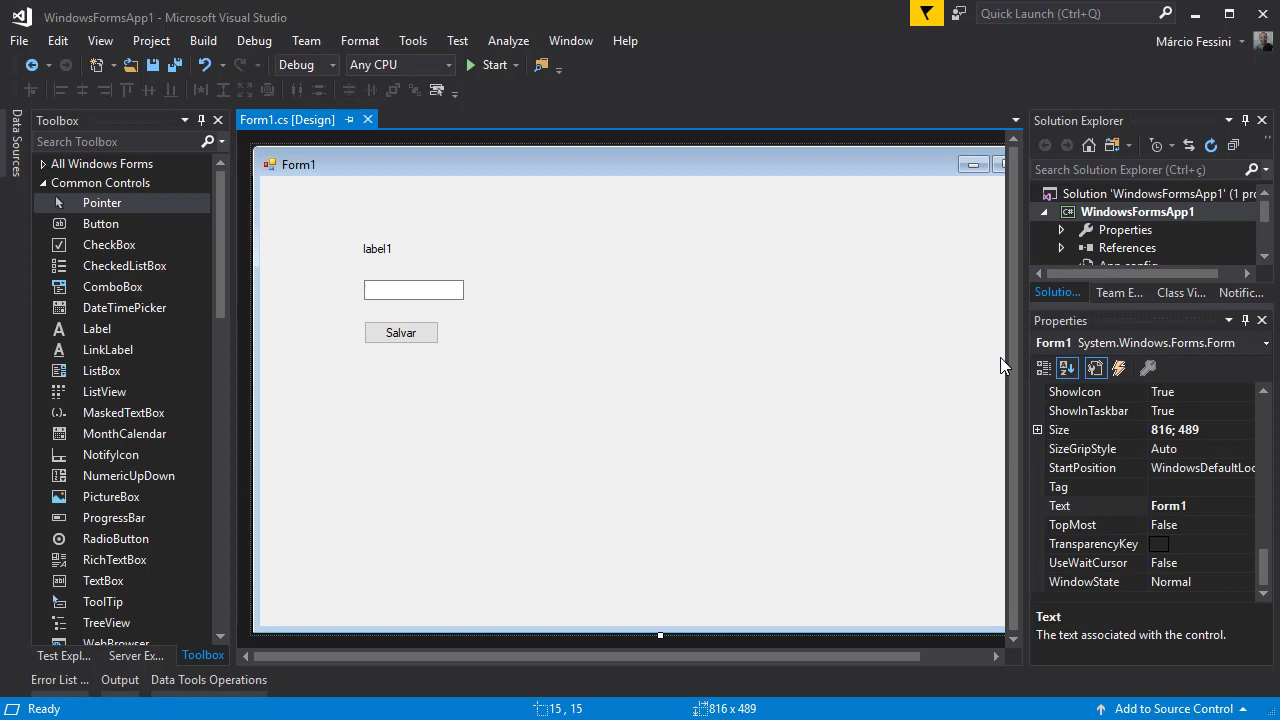 WindowsFormsApp1 - Microsoft Visual Studio
Quick Launch (Ctrl+Q)
File Edit View Project Build Debug Team Format Tools Test Analyze Window Help
Márcio Fessini
Debug Any CPU Start
Data Sources
Toolbox
Search Toolbox
All Windows Forms
Common Controls
Pointer
Button
CheckBox
CheckedListBox
ComboBox
DateTimePicker
Label
LinkLabel
ListBox
ListView
MaskedTextBox
MonthCalendar
NotifyIcon
NumericUpDown
PictureBox
ProgressBar
RadioButton
RichTextBox
TextBox
ToolTip
TreeView
WebBrowser
Test Expl... Server Ex... Toolbox
Form1.cs [Design]
Form1
label1
Salvar
Solution Explorer
Search Solution Explorer (Ctrl+ç)
Solution 'WindowsFormsApp1' (1 pro
WindowsFormsApp1
Properties
References
App.config
Solutio... Team E... Class Vi... Notific...
Properties
Form1 System.Windows.Forms.Form
ShowIcon True
ShowInTaskbar True
Size 816; 489
SizeGripStyle Auto
StartPosition WindowsDefaultLoc
Tag
Text Form1
TopMost False
TransparencyKey
UseWaitCursor False
WindowState Normal
Text
The text associated with the control.
Error List ... Output Data Tools Operations
Ready 15 , 15 816 x 489 Add to Source Control